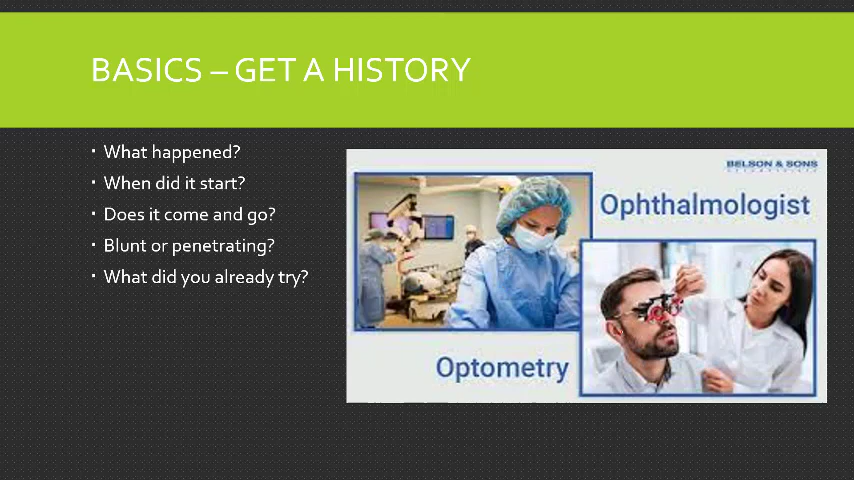 BASICS – GET A HISTORY
What happened?
When did it start?
Does it come and go?
Blunt or penetrating?
What did you already try?
BELSON & SONS
Ophthalmologist
Optometry